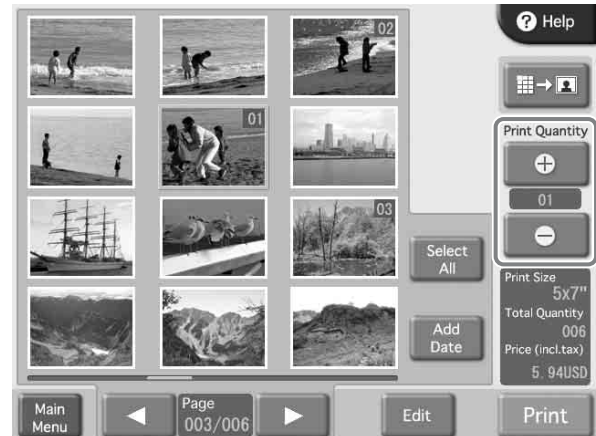 02
01
03
? Help
Print Quantity
01
Select
All
Add
Date
Print Size
5x7"
Total Quantity
006
Price (incl.tax)
5.94USD
Main
Menu
Page
003/006
Edit
Print